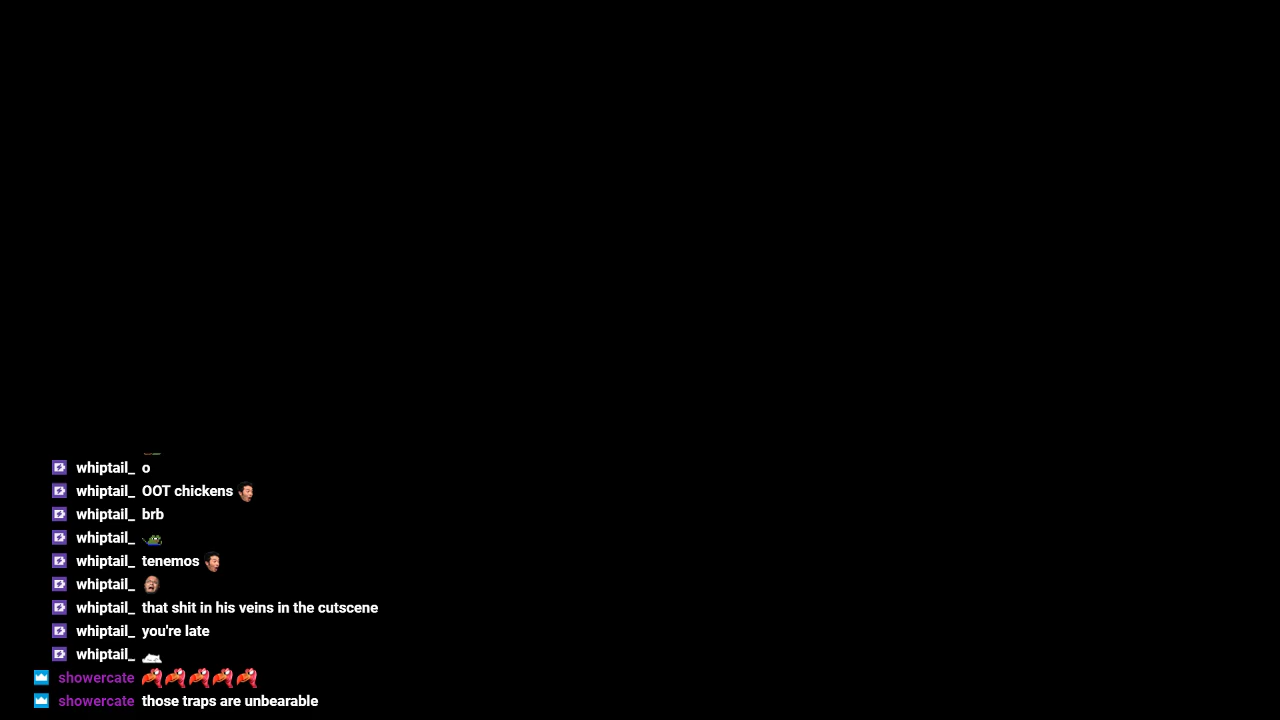 whiptail_ o
whiptail_ OOT chickens
whiptail_ brb
whiptail_
whiptail_ tenemos
whiptail_
whiptail_ that shit in his veins in the cutscene
whiptail_ you're late
whiptail_
showercate
showercate those traps are unbearable